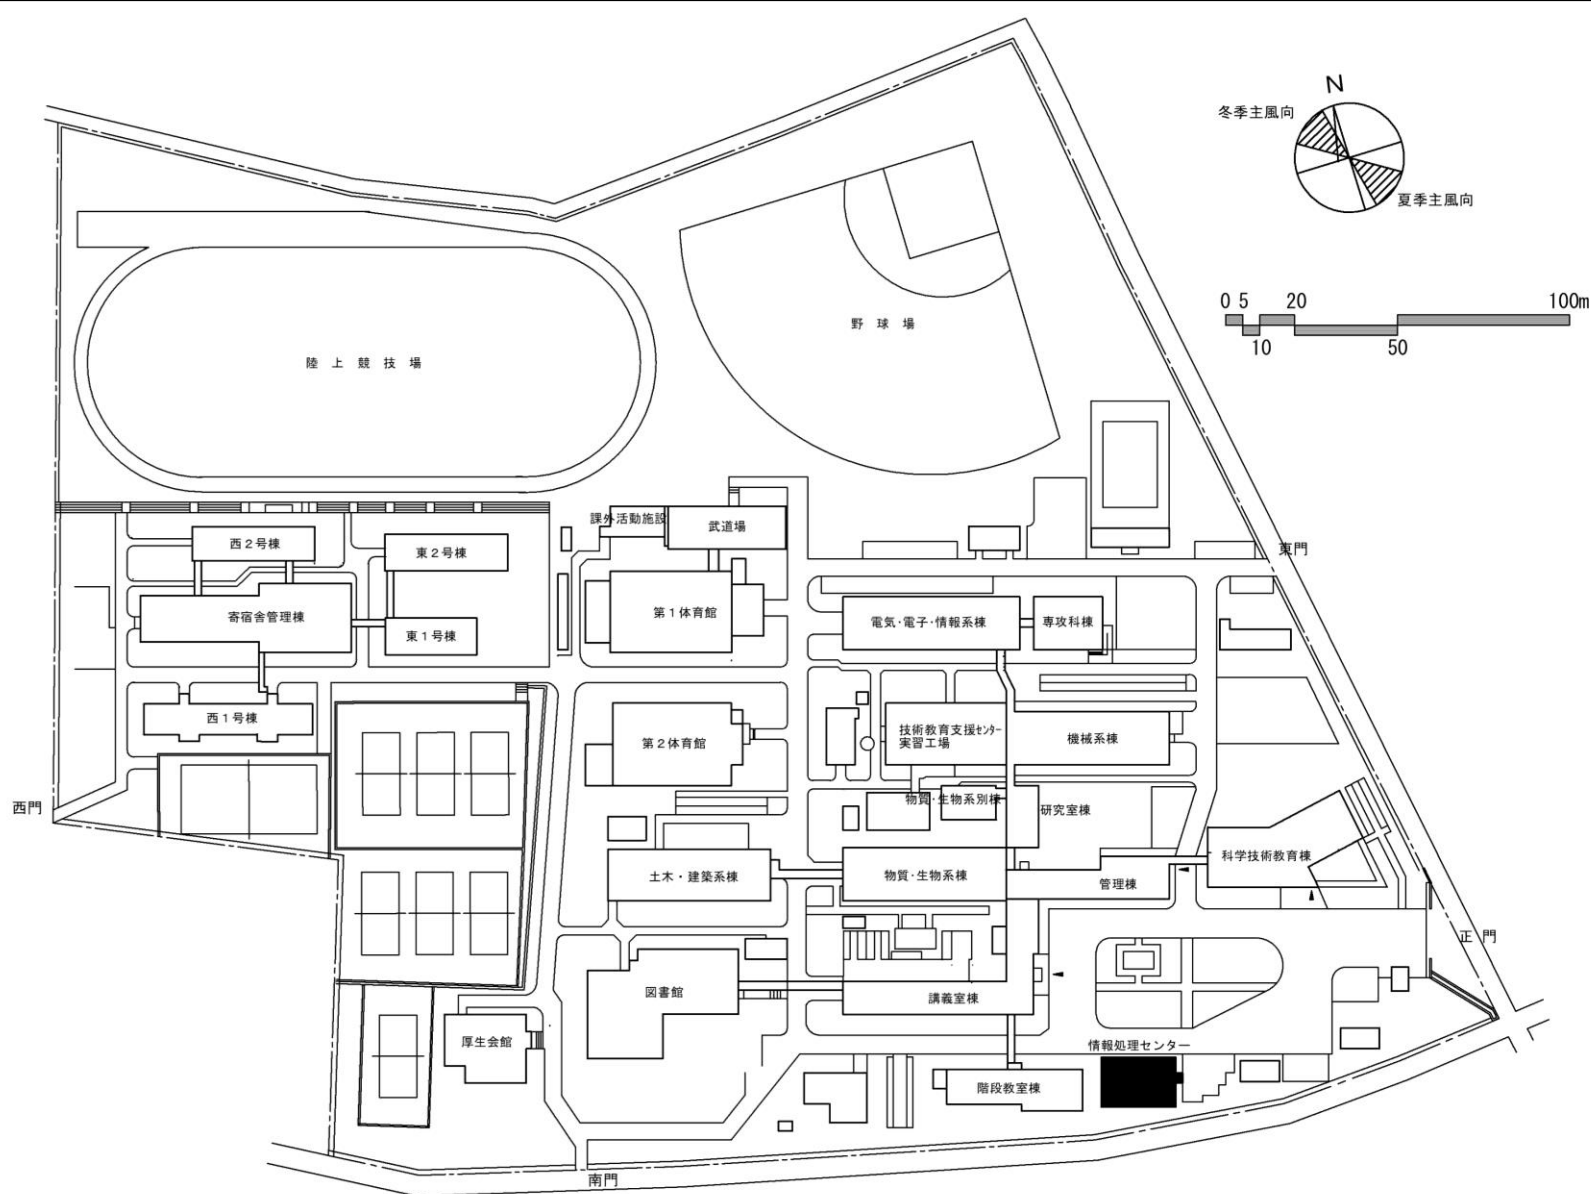 N
冬季主風向
夏季主風向
0 5 20 100m
10 50
野 球 場
陸 上 競 技 場
課外活動施設
武道場
西２号棟
東２号棟
東門
寄宿舎管理棟
東１号棟
第１体育館
電気・電子・情報系棟
専攻科棟
西１号棟
第２体育館
技術教育支援センター
実習工場
機械系棟
西門
物質・生物系別棟
研究室棟
土木・建築系棟
物質・生物系棟
管理棟
科学技術教育棟
正 門
図書館
講義室棟
厚生会館
情報処理センター
階段教室棟
南門